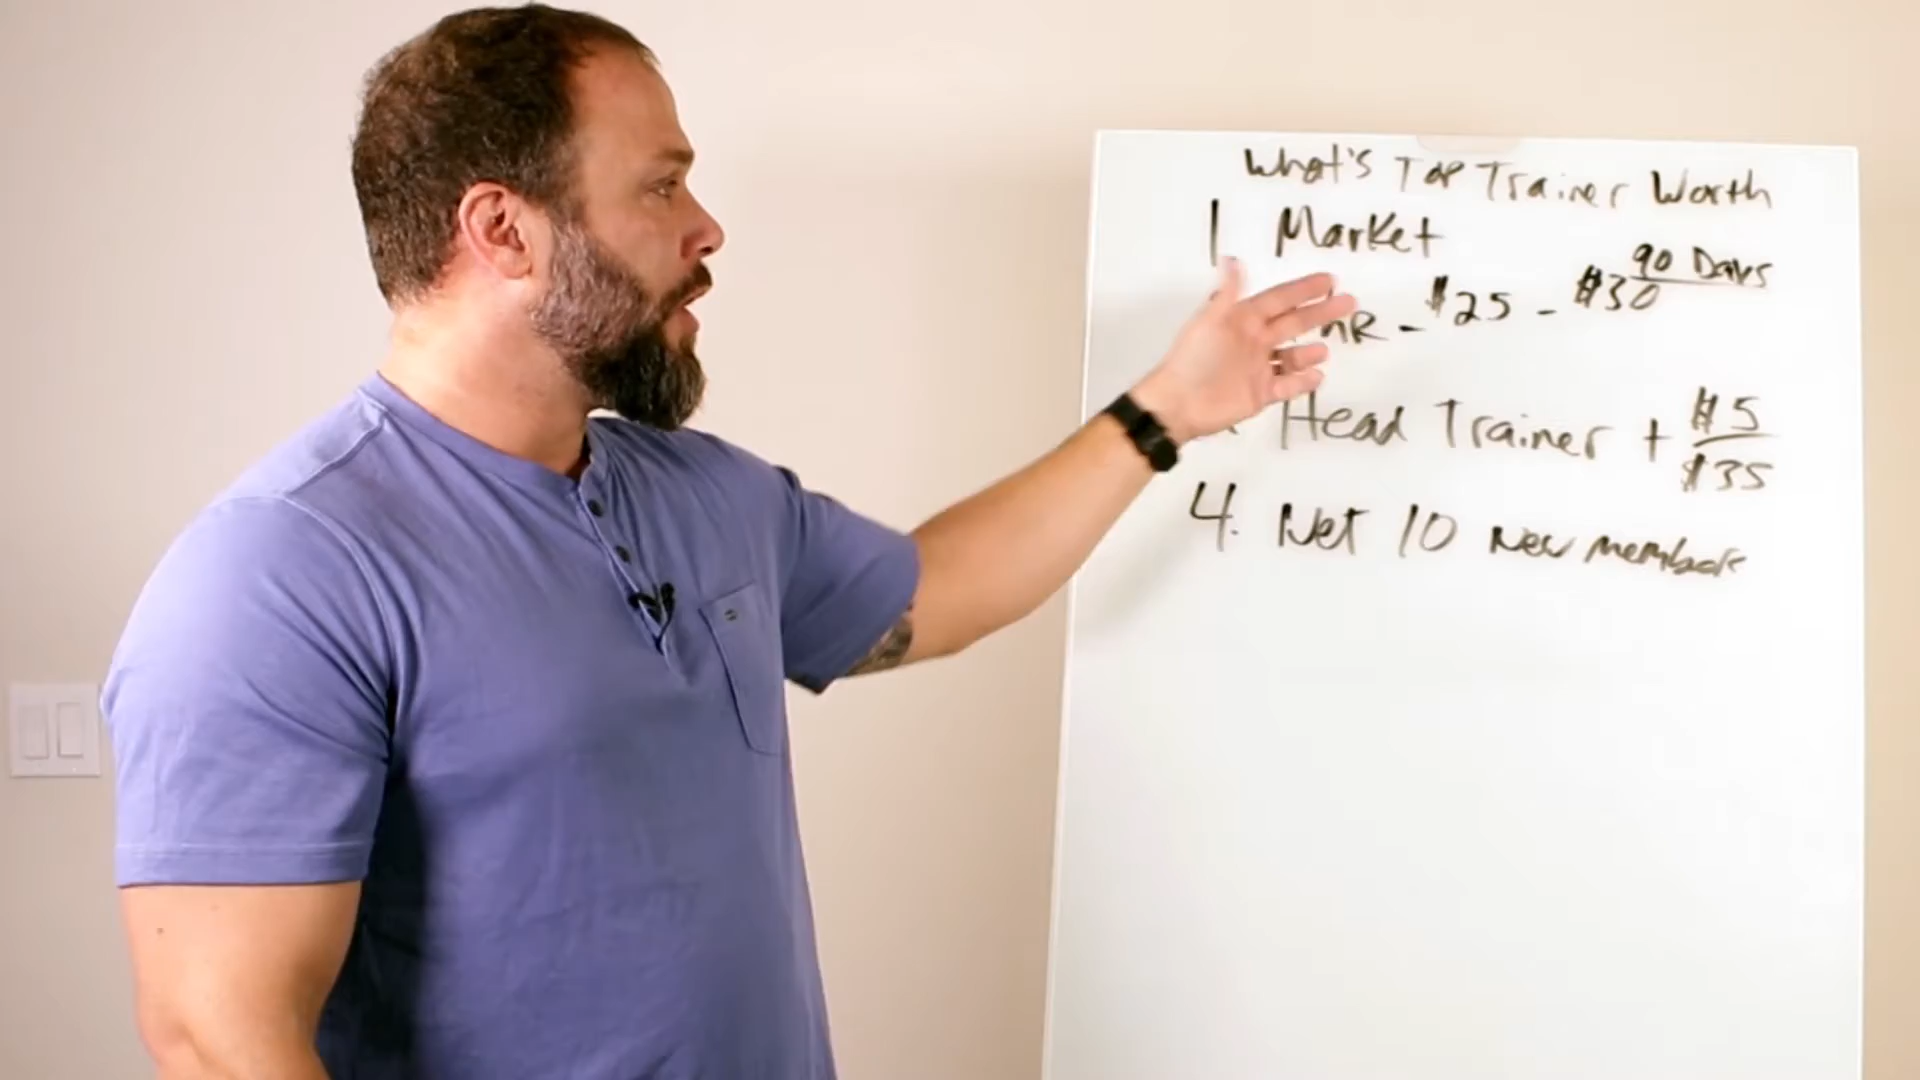 What's Top Trainer Worth
1. Market
90 Days
HR - $25 - $30
Head Trainer + $5
$35
4. Net 10 New members